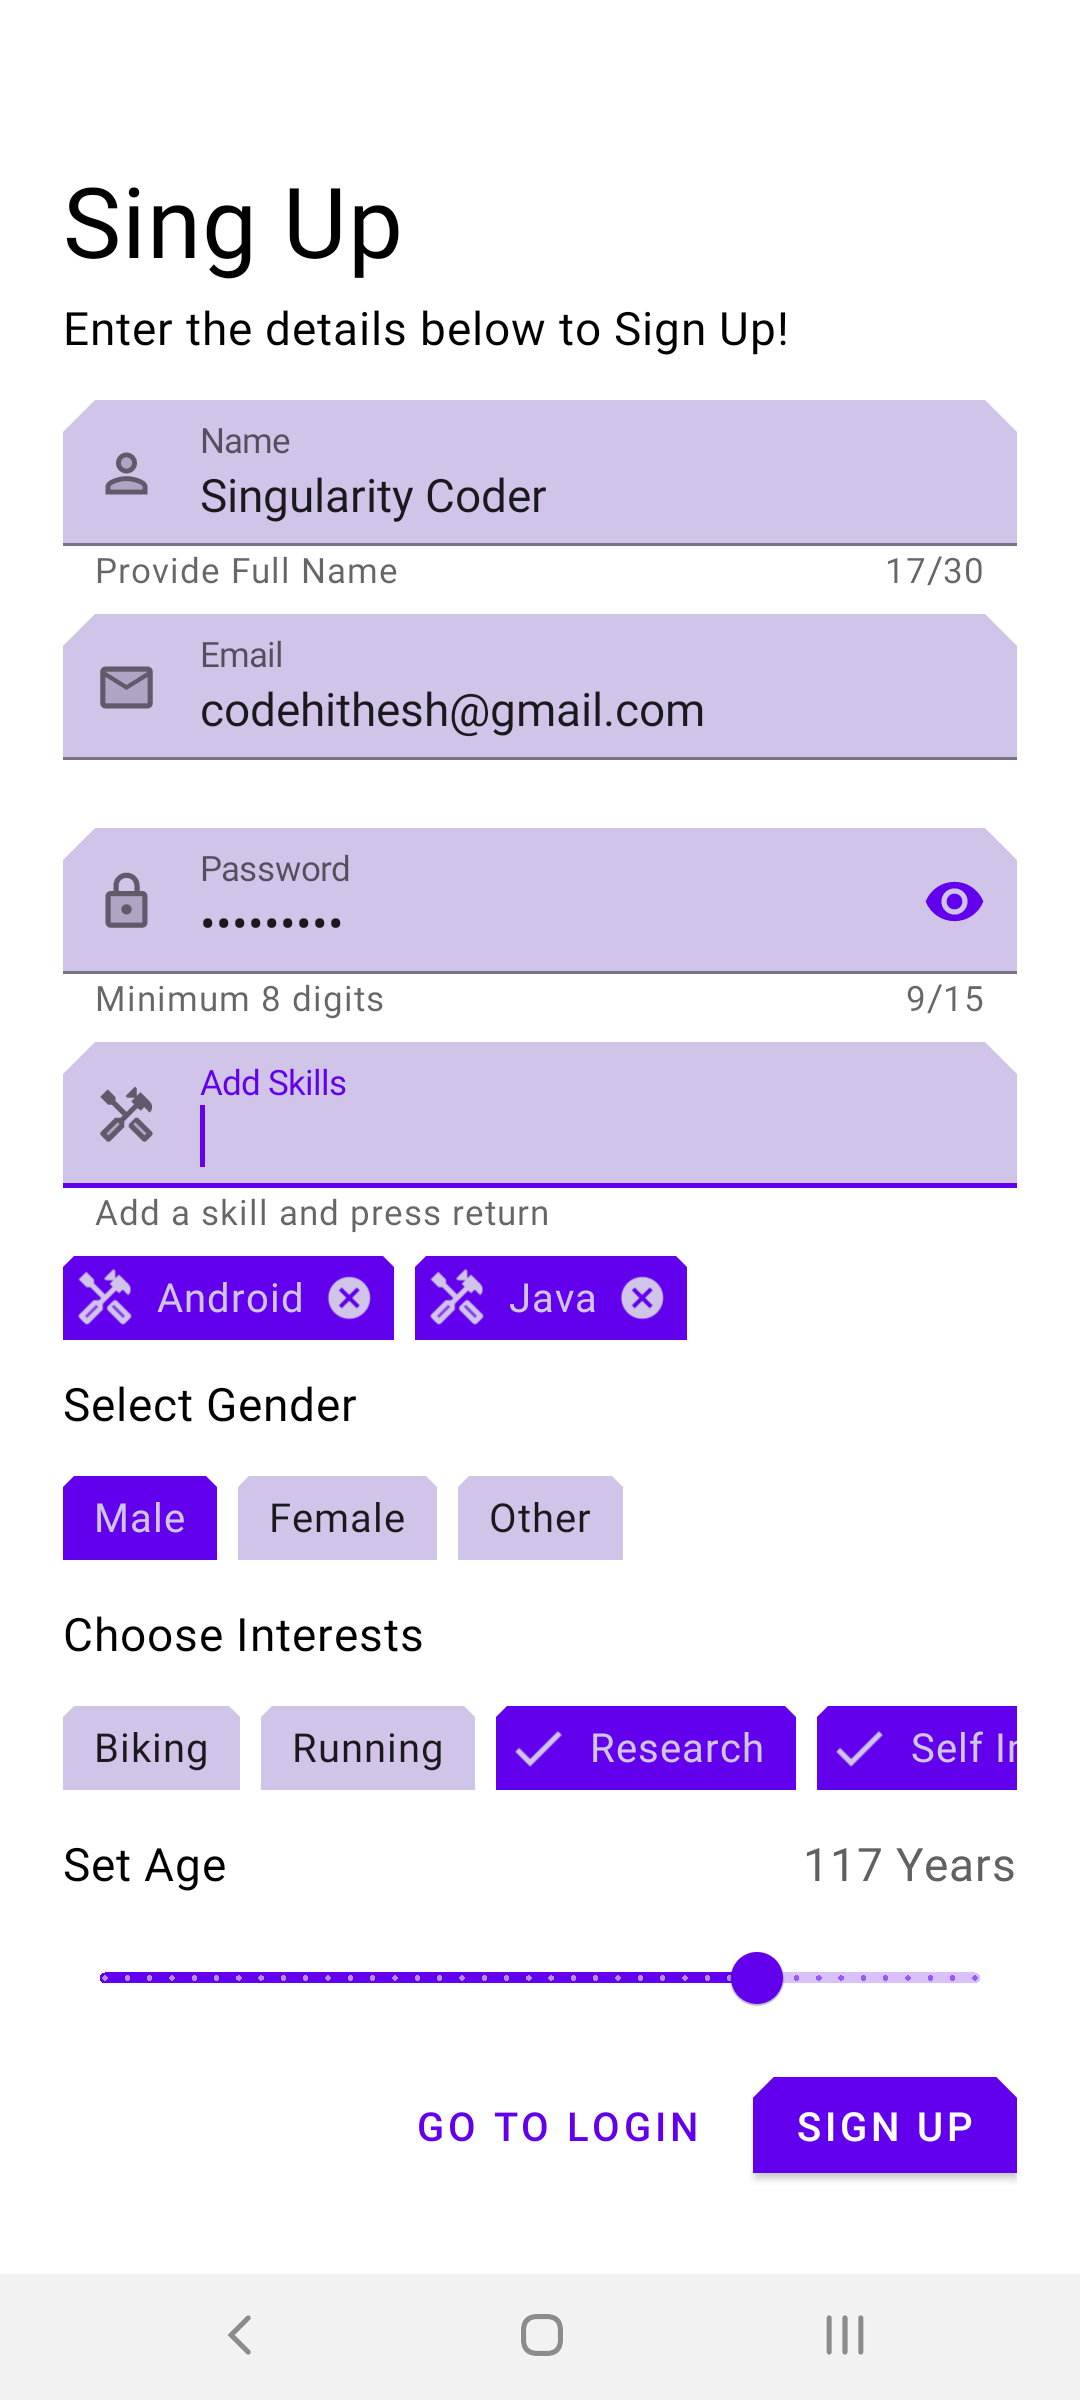 Sing Up
Enter the details below to Sign Up!
Name
Singularity Coder
Provide Full Name 17/30
Email
codehithesh@gmail.com
Password
•••••••••
Minimum 8 digits 9/15
Add Skills
Add a skill and press return
Android Java
Select Gender
Male Female Other
Choose Interests
Biking Running Research Self
Set Age 117 Years
GO TO LOGIN SIGN UP